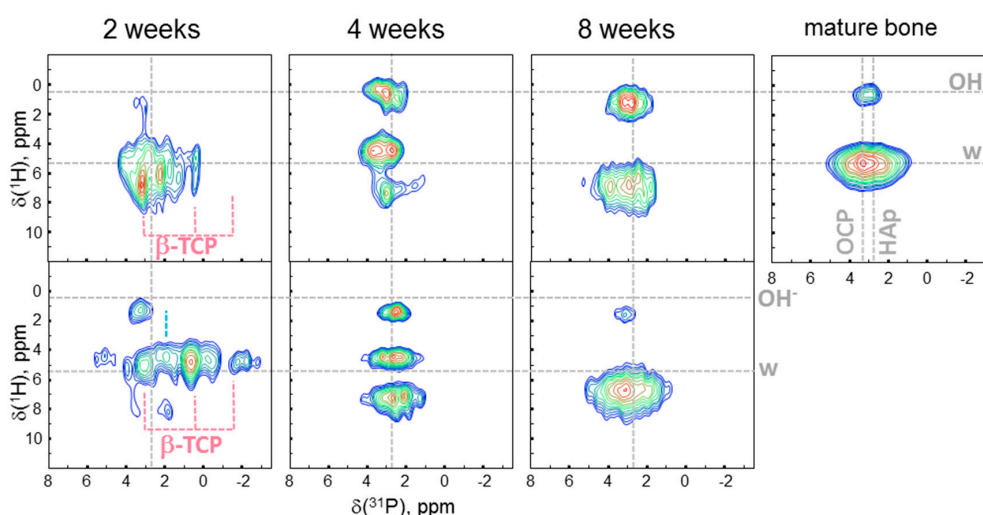 2 weeks
4 weeks
8 weeks
mature bone
0
2
4
6
8
10
δ(¹H), ppm
β-TCP
OH
w
OCP
HAp
8 6 4 2 0 -2
0
2
4
6
8
10
δ(¹H), ppm
β-TCP
OH⁻
w
8 6 4 2 0 -2
8 6 4 2 0 -2
8 6 4 2 0 -2
δ(³¹P), ppm